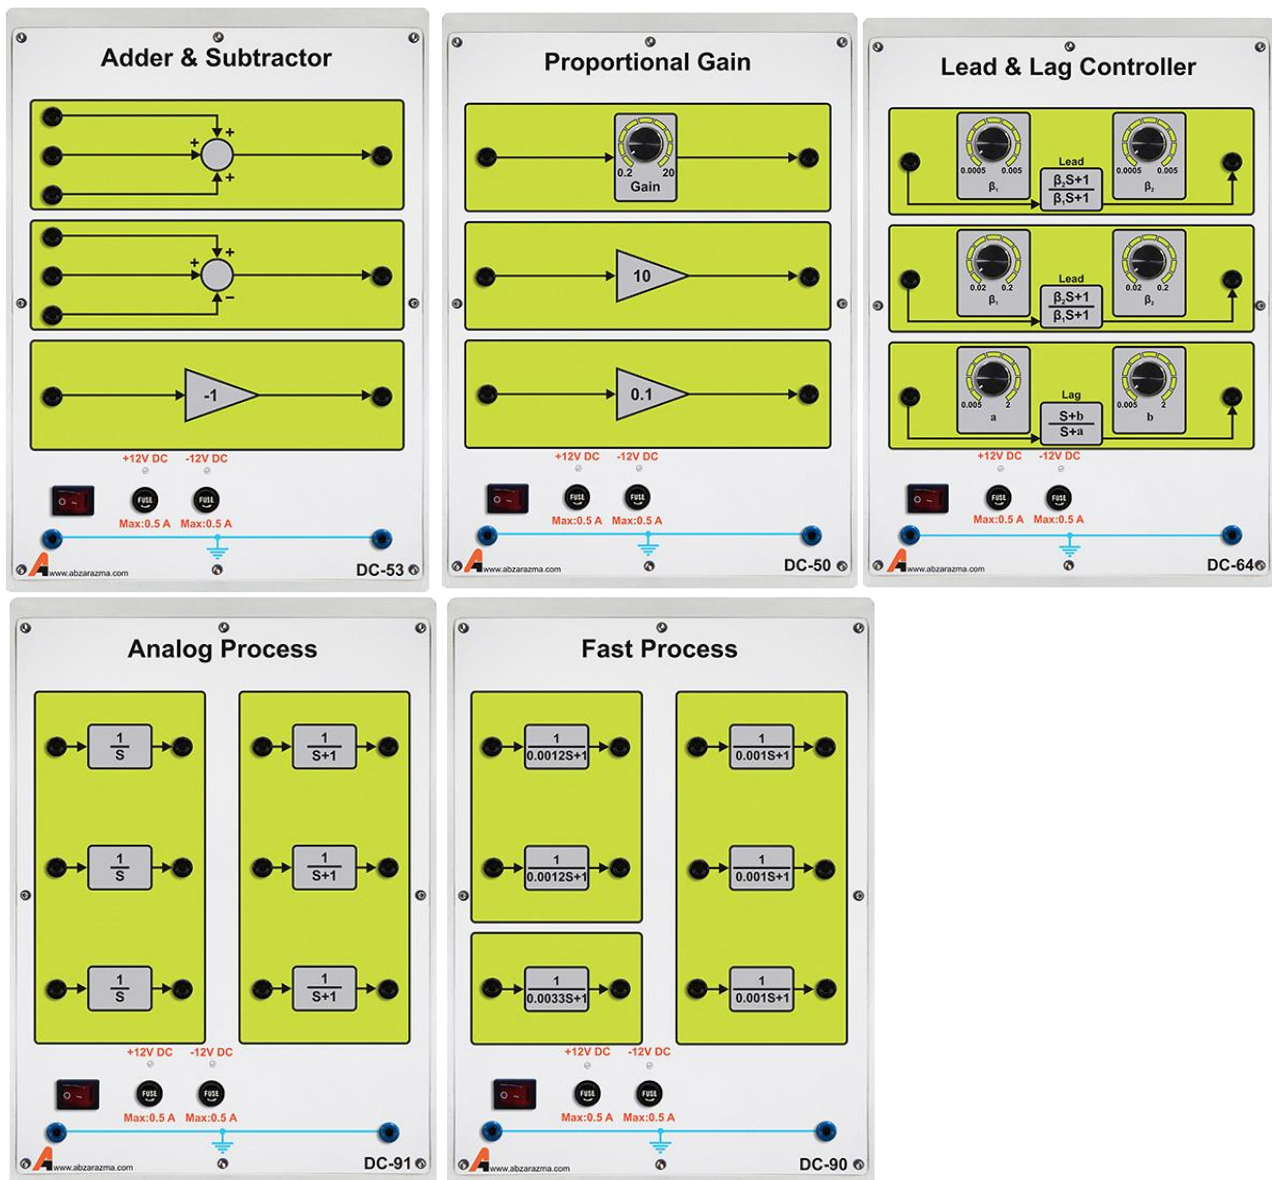 Adder & Subtractor
+
+
+
+
+
−
-1
+12V DC -12V DC
O − FUSE FUSE
Max:0.5 A Max:0.5 A
A www.abzarazma.com DC-53
Proportional Gain
0.2 20
Gain
10
0.1
+12V DC -12V DC
O − FUSE FUSE
Max:0.5 A Max:0.5 A
A www.abzarazma.com DC-50
Lead & Lag Controller
0.0005 0.005 Lead 0.0005 0.005
β₁ β₂S+1 β₂
β₁S+1
Lead
0.02 0.2 β₂S+1 0.02 0.2
β₁ β₁S+1 β₂
Lag
0.005 2 S+b 0.005 2
a S+a b
+12V DC -12V DC
O − FUSE FUSE
Max:0.5 A Max:0.5 A
A www.abzarazma.com DC-64
Analog Process
1 1
S S+1
1 1
S S+1
1 1
S S+1
+12V DC -12V DC
O − FUSE FUSE
Max:0.5 A Max:0.5 A
A www.abzarazma.com DC-91
Fast Process
1 1
0.0012S+1 0.001S+1
1 1
0.0012S+1 0.001S+1
1 1
0.0033S+1 0.001S+1
+12V DC -12V DC
O − FUSE FUSE
Max:0.5 A Max:0.5 A
A www.abzarazma.com DC-90